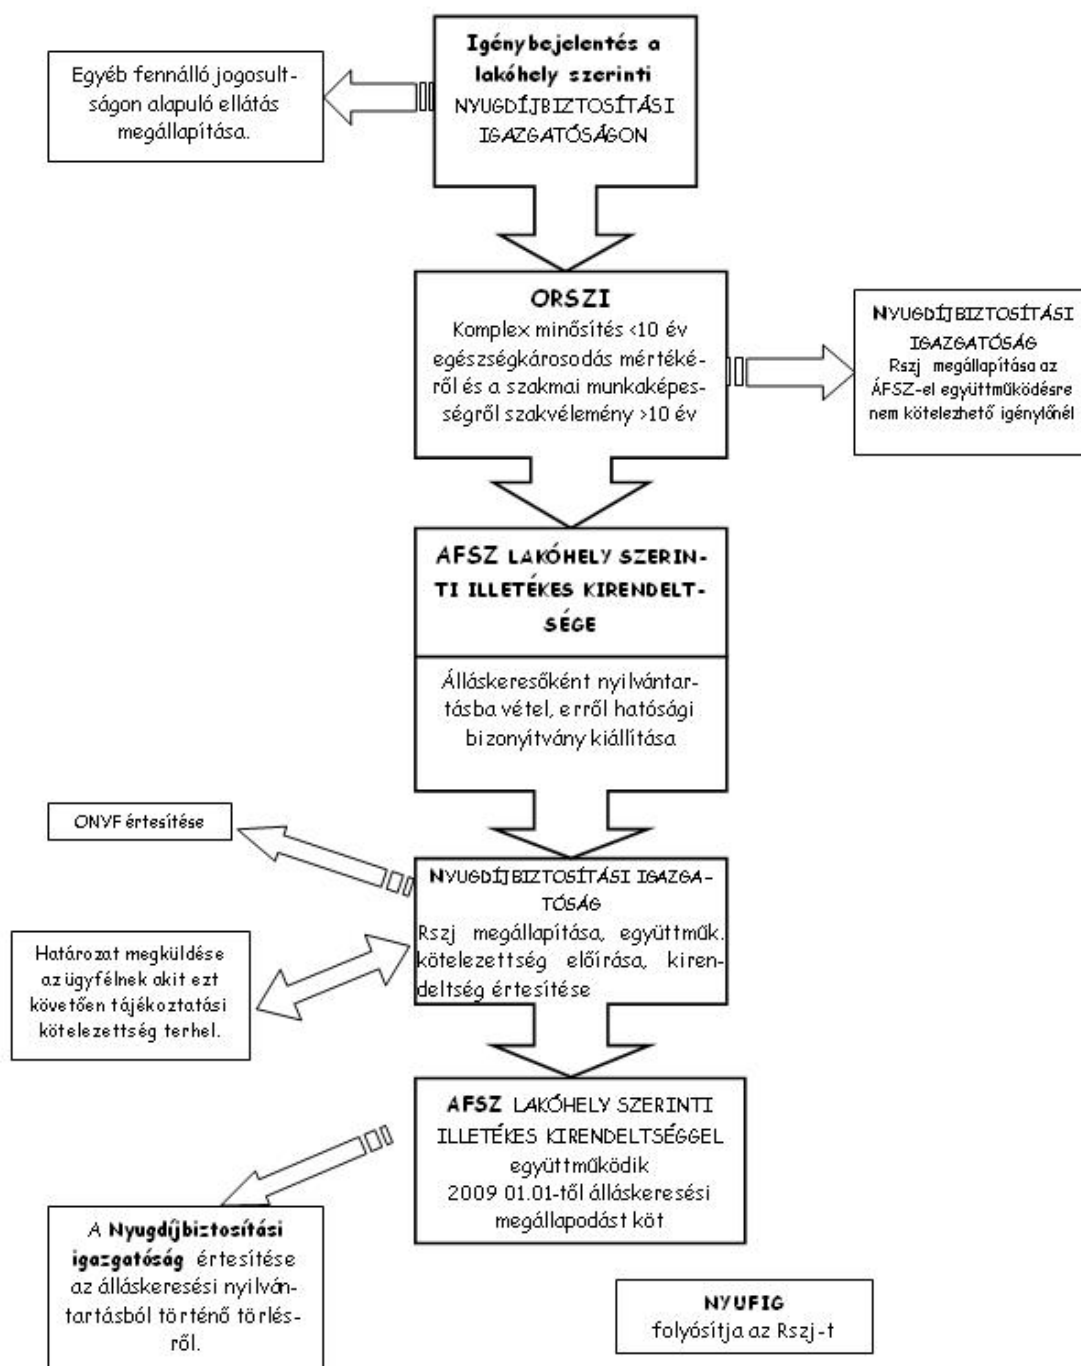 Igénybejelentés a
lakóhely szerinti
NYUGDÍJBIZTOSÍTÁSI
IGAZGATÓSÁGON
Egyéb fennálló jogosult-
ságon alapuló ellátás
megállapítása..
ORSZI
Komplex minősítés <10 év
egészségkárosodás mértéké-
ről és a szakmai munkaképes-
ségről szakvélemény >10 év
NYUGDÍJBIZTOSÍTÁSI
IGAZGATÓSÁG
Rszj megállapítása az
ÁFSZ-el együttműködésre
nem kötelezhető igénylőnél
AFSZ LAKÓHELY SZERIN-
TI ILLETÉKES KIRENDELT-
SÉGE
Álláskeresőként nyilvántar-
tásba vétel, erről hatósági
bizonyítvány kiállítása
ONYF értesítése
NYUGDÍJBIZTOSÍTÁSI IGAZGA-
TÓSÁG
Rszj megállapítása, együttműk.
kötelezettség előírása, kiren-
deltség értesítése
Határozat megküldése
az ügyfélnek akit ezt
követően tájékoztatási
kötelezettség terhel.
AFSZ LAKÓHELY SZERINTI
ILLETÉKES KIRENDELTSÉGGEL
együttműködik
2009 01.01-től álláskeresési
megállapodást köt
A Nyugdíjbiztosítási
igazgatóság értesítése
az álláskeresési nyilván-
tartásból történő törlés-
ről.
NYUFIG
folyósítja az Rszj-t